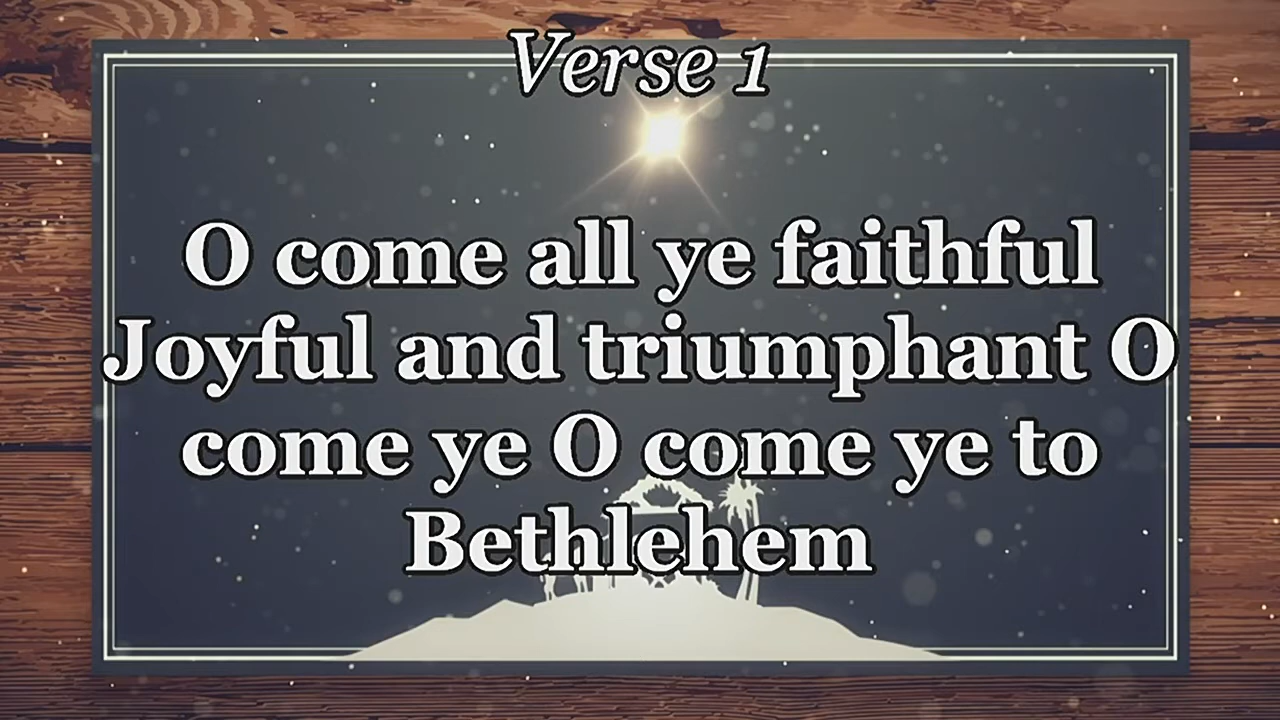 Verse 1
O come all ye faithful
Joyful and triumphant O
come ye O come ye to
Bethlehem